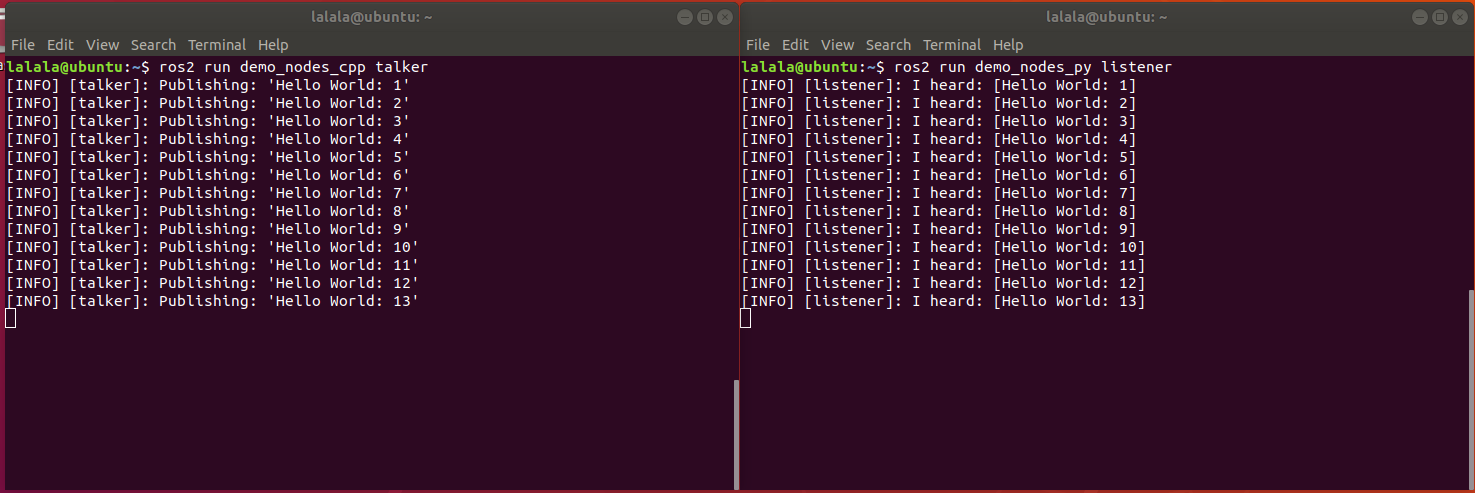 lalala@ubuntu: ~
File Edit View Search Terminal Help
lalala@ubuntu:~$ ros2 run demo_nodes_cpp talker
[INFO] [talker]: Publishing: 'Hello World: 1'
[INFO] [talker]: Publishing: 'Hello World: 2'
[INFO] [talker]: Publishing: 'Hello World: 3'
[INFO] [talker]: Publishing: 'Hello World: 4'
[INFO] [talker]: Publishing: 'Hello World: 5'
[INFO] [talker]: Publishing: 'Hello World: 6'
[INFO] [talker]: Publishing: 'Hello World: 7'
[INFO] [talker]: Publishing: 'Hello World: 8'
[INFO] [talker]: Publishing: 'Hello World: 9'
[INFO] [talker]: Publishing: 'Hello World: 10'
[INFO] [talker]: Publishing: 'Hello World: 11'
[INFO] [talker]: Publishing: 'Hello World: 12'
[INFO] [talker]: Publishing: 'Hello World: 13'
lalala@ubuntu: ~
File Edit View Search Terminal Help
lalala@ubuntu:~$ ros2 run demo_nodes_py listener
[INFO] [listener]: I heard: [Hello World: 1]
[INFO] [listener]: I heard: [Hello World: 2]
[INFO] [listener]: I heard: [Hello World: 3]
[INFO] [listener]: I heard: [Hello World: 4]
[INFO] [listener]: I heard: [Hello World: 5]
[INFO] [listener]: I heard: [Hello World: 6]
[INFO] [listener]: I heard: [Hello World: 7]
[INFO] [listener]: I heard: [Hello World: 8]
[INFO] [listener]: I heard: [Hello World: 9]
[INFO] [listener]: I heard: [Hello World: 10]
[INFO] [listener]: I heard: [Hello World: 11]
[INFO] [listener]: I heard: [Hello World: 12]
[INFO] [listener]: I heard: [Hello World: 13]